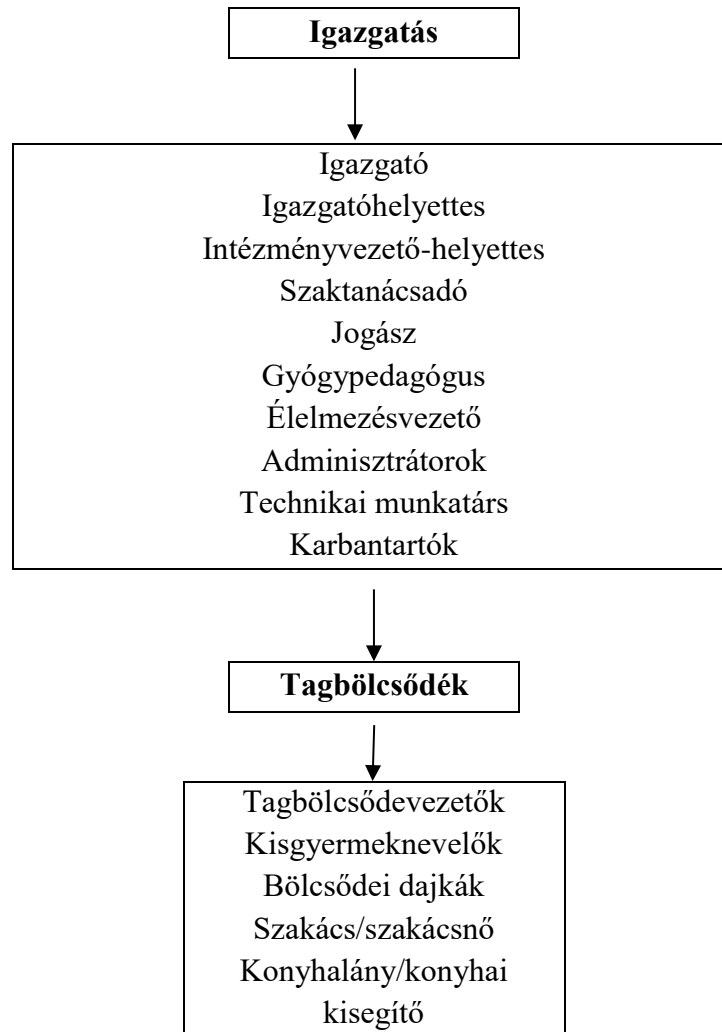 Igazgatás
Igazgató
Igazgatóhelyettes
Intézményvezető-helyettes
Szaktanácsadó
Jogász
Gyógypedagógus
Élelmezésvezető
Adminisztrátorok
Technikai munkatárs
Karbantartók
Tagbölcsődék
Tagbölcsődevezetők
Kisgyermeknevelők
Bölcsődei dajkák
Szakács/szakácsnő
Konyhalány/konyhai
kisegítő